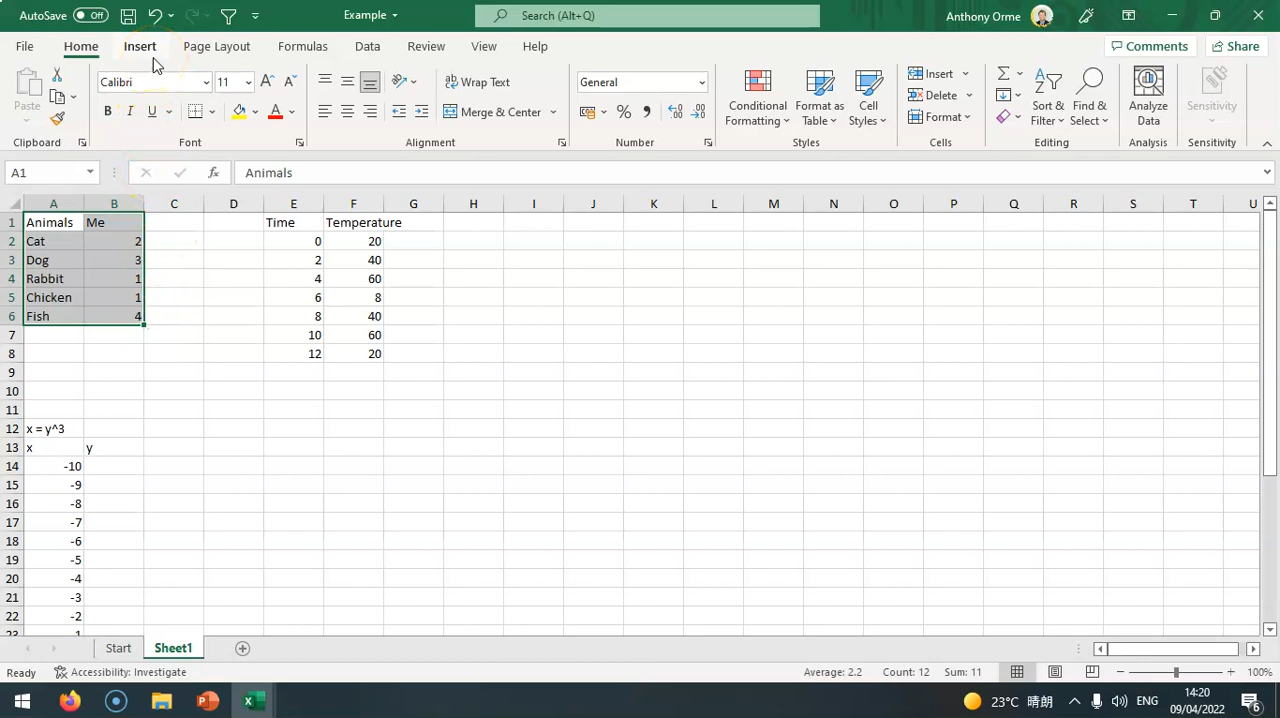 AutoSave Off Example Search (Alt+Q) Anthony Orme
File Home Insert Page Layout Formulas Data Review View Help Comments Share
Paste Calibri 11 Wrap Text General Conditional Formatting Format as Table Cell Styles Insert Sort & Filter Find & Select Analyze Data Sensitivity
B I U Merge & Center % Delete
Format
Clipboard Font Alignment Number Styles Cells Editing Analysis Sensitivity
A1 fx Animals
A B C D E F G H I J K L M N O P Q R S T U
1 Animals Me Time Temperature
2 Cat 2 0 20
3 Dog 3 2 40
4 Rabbit 1 4 60
5 Chicken 1 6 8
6 Fish 4 8 40
7 10 60
8 12 20
9
10
11
12 x = y^3
13 x y
14 -10
15 -9
16 -8
17 -7
18 -6
19 -5
20 -4
21 -3
22 -2
Start Sheet1
Ready Accessibility: Investigate Average: 2.2 Count: 12 Sum: 11 100%
23°C 晴朗 ENG 14:20
09/04/2022 6